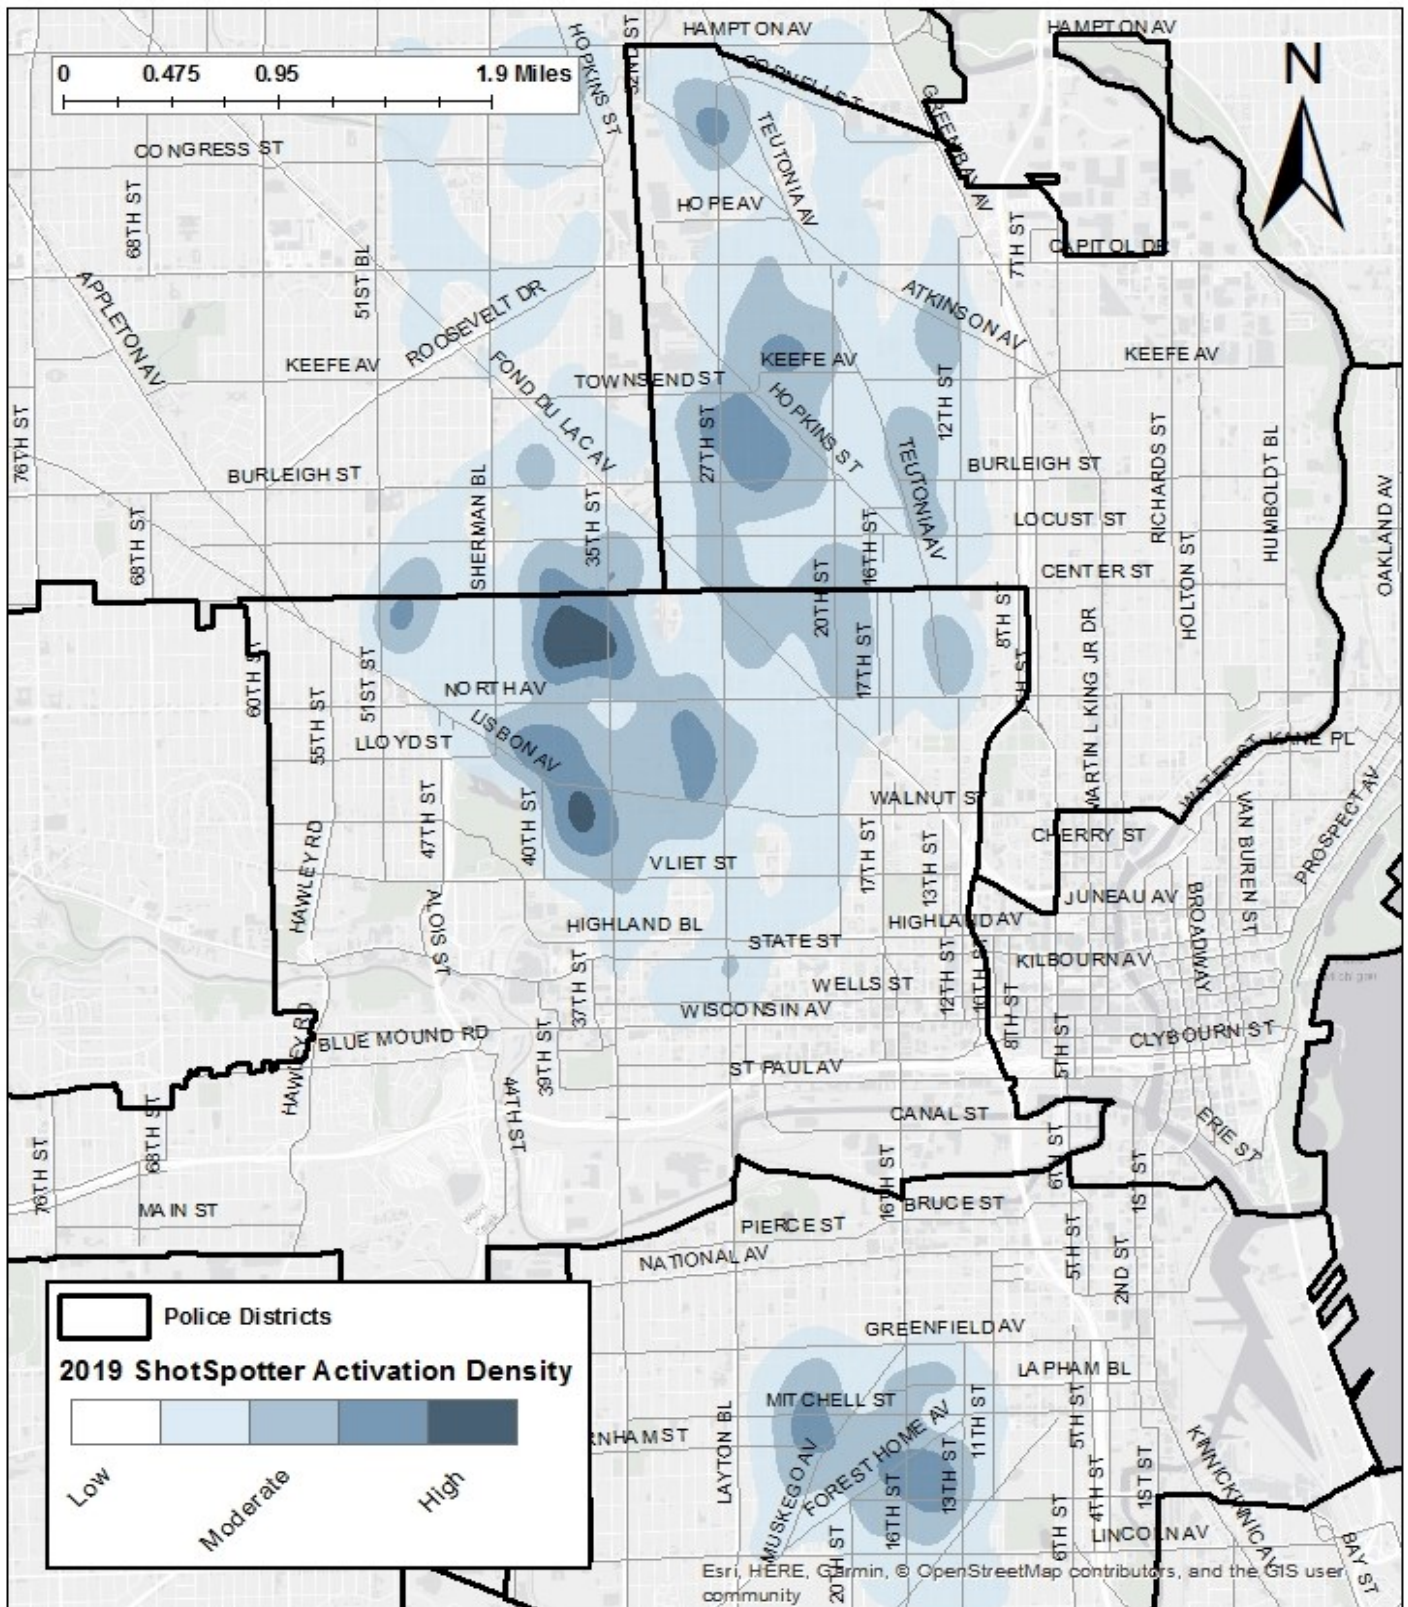 HAMPTON AV
HAMPTON AV
HOPKINS ST
32ND ST
N
0 0.475 0.95 1.9 Miles
CORNELL ST
GREEN BAY AV
TEUTONIA AV
CONGRESS ST
68TH ST
HOPE AV
7TH ST
CAPITOL DR
51ST BL
APPLETON AV
ROOSEVELT DR
ATKINSON AV
KEEFE AV
KEEFE AV
KEEFE AV
FOND DU LAC AV
TOWNSEND ST
HOPKINS ST
12TH ST
76TH ST
27TH ST
TEUTONIA AV
RICHARDS ST
HUMBOLDT BL
BURLEIGH ST
BURLEIGH ST
SHERMAN BL
35TH ST
OAKLAND AV
68TH ST
16TH ST
LOCUST ST
HOLTON ST
CENTER ST
20TH ST
8TH ST
60TH ST
51ST ST
17TH ST
TH ST
MARTIN L KING JR DR
55TH ST
NORTH AV
LISBON AV
LLOYD ST
WATER ST
KANE PL
47TH ST
40TH ST
WALNUT ST
VAN BUREN ST
PROSPECT AV
CHERRY ST
HAWLEY RD
VLIET ST
17TH ST
13TH ST
JUNEAU AV
BROADWAY
ALOIS ST
HIGHLAND BL
HIGHLAND AV
STATE ST
KILBOURN AV
37TH ST
WELLS ST
12TH ST
10TH ST
Michigan
WISCONSIN AV
8TH ST
HAWLEY RD
BLUE MOUND RD
39TH ST
5TH ST
CLYBOURN ST
ST PAUL AV
44TH ST
CANAL ST
ERIE ST
68TH ST
76TH ST
16TH ST
6TH ST
1ST ST
MAIN ST
BRUCE ST
PIERCE ST
NATIONAL AV
5TH ST
2ND ST
Police Districts
GREENFIELD AV
2019 ShotSpotter Activation Density
LAPHAM BL
MITCHELL ST
11TH ST
5TH ST
LAYTON BL
RNHAM ST
MUSKEGO AV
FOREST HOME AV
13TH ST
16TH ST
KINNICKINNIC AV
4TH ST
1ST ST
Low
Moderate
High
6TH ST
LINCOLN AV
20TH ST
BAY ST
Esri, HERE, Garmin, © OpenStreetMap contributors, and the GIS user
community